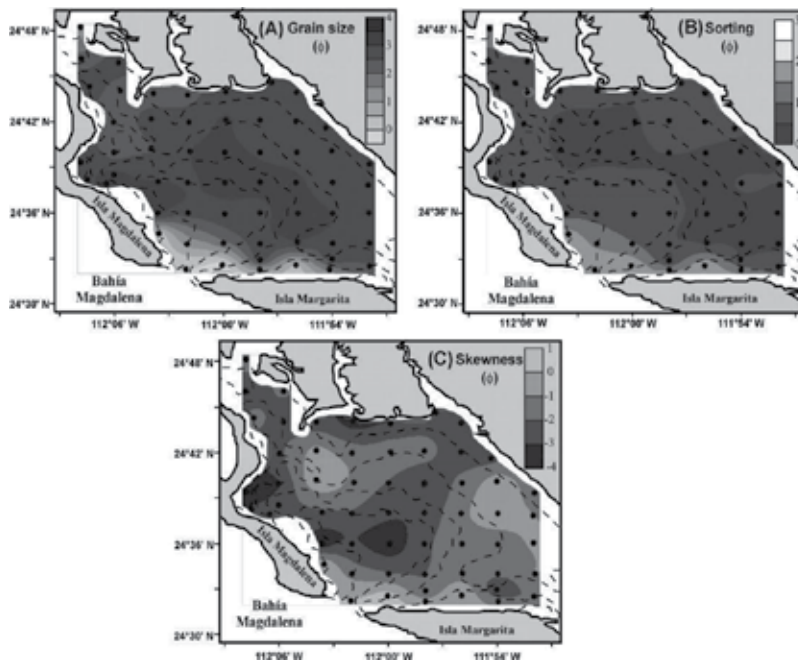 (A) Grain size
(φ)
4
3
2
1
0
24°48' N
24°42' N
24°36' N
24°30' N
Isla Magdalena
Bahía
Magdalena
Isla Margarita
112°06' W
112°00' W
111°54' W
(B) Sorting
(φ)
2
1
0
24°48' N
24°42' N
24°36' N
24°30' N
Isla Magdalena
Bahía
Magdalena
Isla Margarita
112°06' W
112°00' W
111°54' W
(C) Skewness
(φ)
1
0
-1
-2
-4
24°48' N
24°42' N
24°36' N
24°30' N
Isla Magdalena
Bahía
Magdalena
Isla Margarita
112°06' W
112°00' W
111°54' W